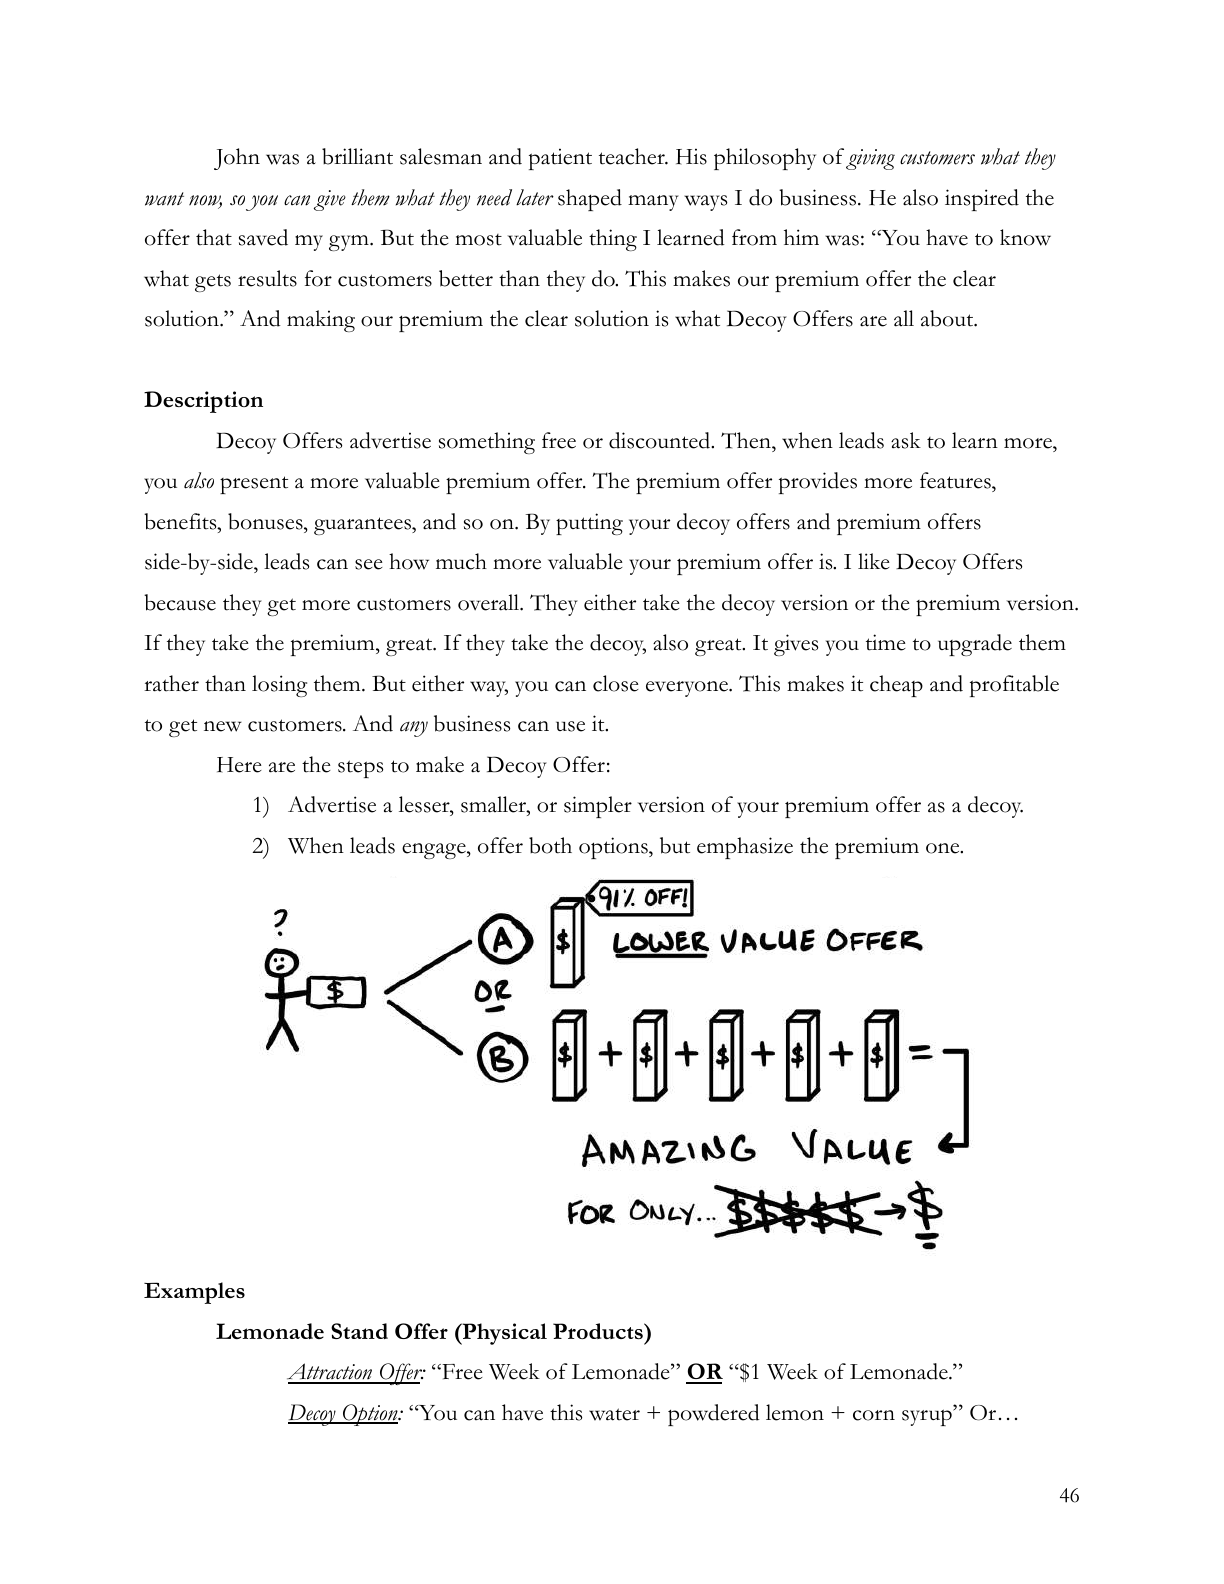 John was a brilliant salesman and patient teacher. His philosophy of giving customers what they
want now, so you can give them what they need later shaped many ways I do business. He also inspired the
offer that saved my gym. But the most valuable thing I learned from him was: “You have to know
what gets results for customers better than they do. This makes our premium offer the clear
solution.” And making our premium the clear solution is what Decoy Offers are all about.
Description
Decoy Offers advertise something free or discounted. Then, when leads ask to learn more,
you also present a more valuable premium offer. The premium offer provides more features,
benefits, bonuses, guarantees, and so on. By putting your decoy offers and premium offers
side-by-side, leads can see how much more valuable your premium offer is. I like Decoy Offers
because they get more customers overall. They either take the decoy version or the premium version.
If they take the premium, great. If they take the decoy, also great. It gives you time to upgrade them
rather than losing them. But either way, you can close everyone. This makes it cheap and profitable
to get new customers. And any business can use it.
Here are the steps to make a Decoy Offer:
1) Advertise a lesser, smaller, or simpler version of your premium offer as a decoy.
2) When leads engage, offer both options, but emphasize the premium one.
91% OFF!
?
A $ LOWER VALUE OFFER
$
OR
B $ + $ + $ + $ + $ =
AMAZING VALUE
FOR ONLY... $$$$$ → $
Examples
Lemonade Stand Offer (Physical Products)
Attraction Offer: “Free Week of Lemonade” OR “$1 Week of Lemonade.”
Decoy Option: “You can have this water + powdered lemon + corn syrup” Or…
46